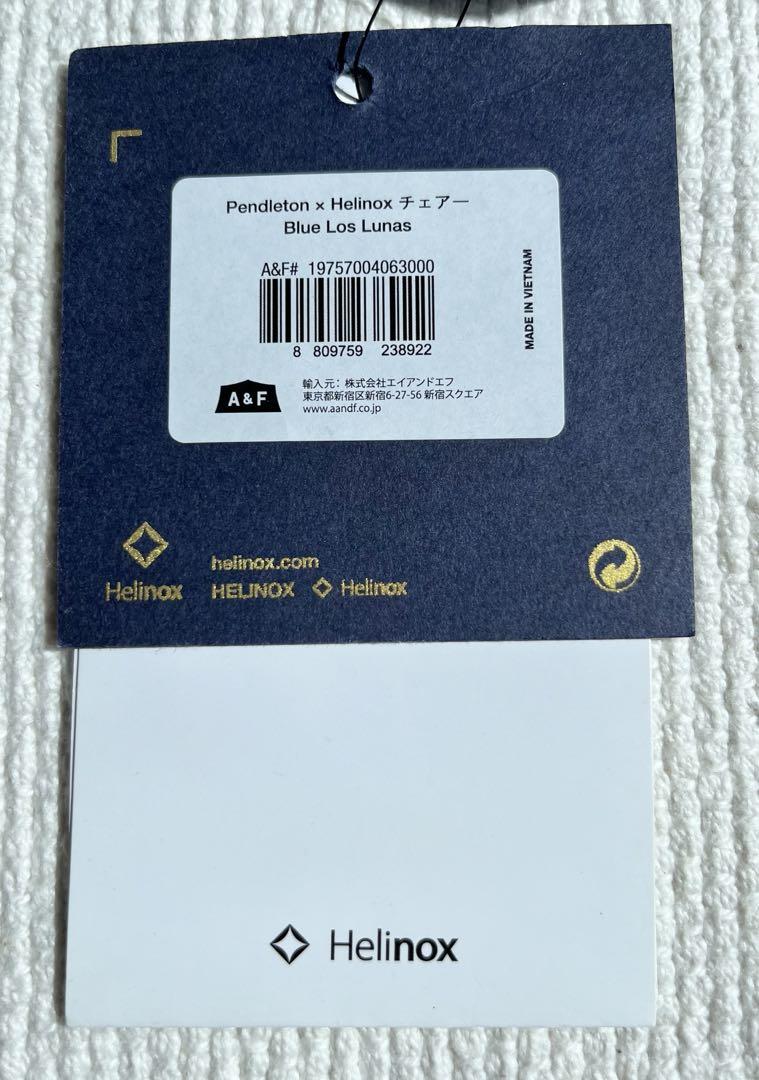 Pendleton × Helinox チェアー
Blue Los Lunas
A&F# 19757004063000
8 809759 238922
MADE IN VIETNAM
A & F
輸入元：株式会社エイアンドエフ
東京都新宿区新宿6-27-56 新宿スクエア
www.aandf.co.jp
Helinox
helinox.com
HELINOX Helinox
Helinox